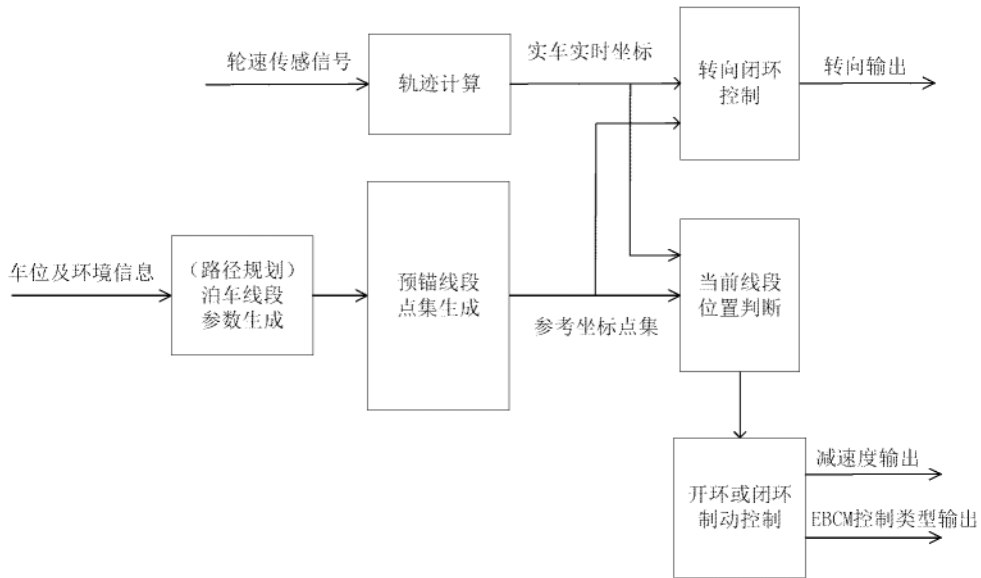 轮速传感信号
轨迹计算
实车实时坐标
转向闭环
控制
转向输出
车位及环境信息
（路径规划）
泊车线段
参数生成
预锚线段
点集生成
参考坐标点集
当前线段
位置判断
开环或闭环
制动控制
减速度输出
EBCM控制类型输出